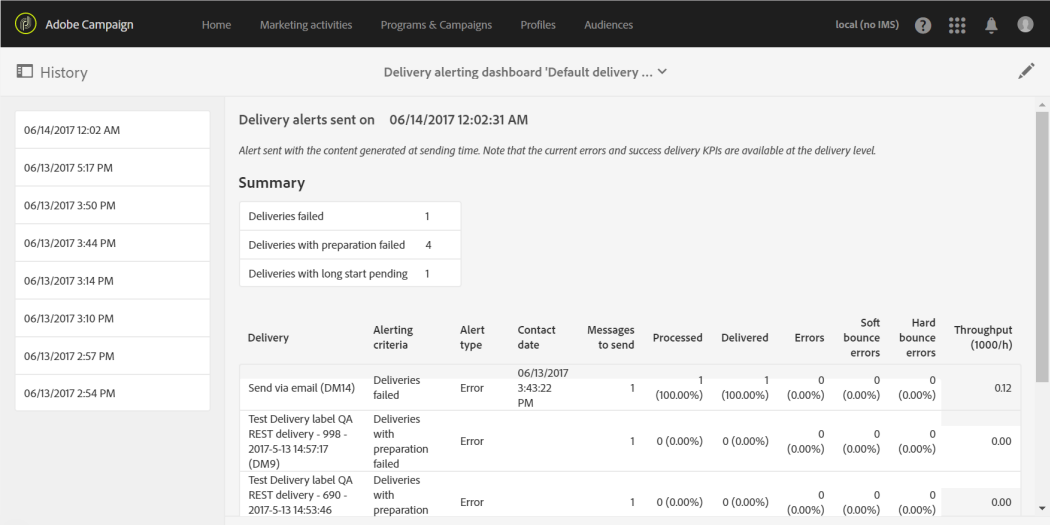 Adobe Campaign
Home
Marketing activities
Programs & Campaigns
Profiles
Audiences
local (no IMS)
?
History
Delivery alerting dashboard 'Default delivery ...
06/14/2017 12:02 AM
06/13/2017 5:17 PM
06/13/2017 3:50 PM
06/13/2017 3:44 PM
06/13/2017 3:14 PM
06/13/2017 3:10 PM
06/13/2017 2:57 PM
06/13/2017 2:54 PM
Delivery alerts sent on 06/14/2017 12:02:31 AM
Alert sent with the content generated at sending time. Note that the current errors and success delivery KPIs are available at the delivery level.
Summary
Deliveries failed 1
Deliveries with preparation failed 4
Deliveries with long start pending 1
Delivery
Alerting
criteria
Alert
type
Contact
date
Messages
to send
Processed
Delivered
Errors
Soft
bounce
errors
Hard
bounce
errors
Throughput
(1000/h)
Send via email (DM14)
Deliveries
failed
Error
06/13/2017
3:43:22
PM
1
1
(100.00%)
1
(100.00%)
0
(0.00%)
0
(0.00%)
0
(0.00%)
0.12
Test Delivery label QA
REST delivery - 998 -
2017-5-13 14:57:17
(DM9)
Deliveries
with
preparation
failed
Error
1
0 (0.00%)
0 (0.00%)
0
(0.00%)
0
(0.00%)
0
(0.00%)
0.00
Test Delivery label QA
REST delivery - 690 -
2017-5-13 14:53:46
Deliveries
with
preparation
Error
1
0 (0.00%)
0 (0.00%)
0
(0.00%)
0
(0.00%)
0
(0.00%)
0.00